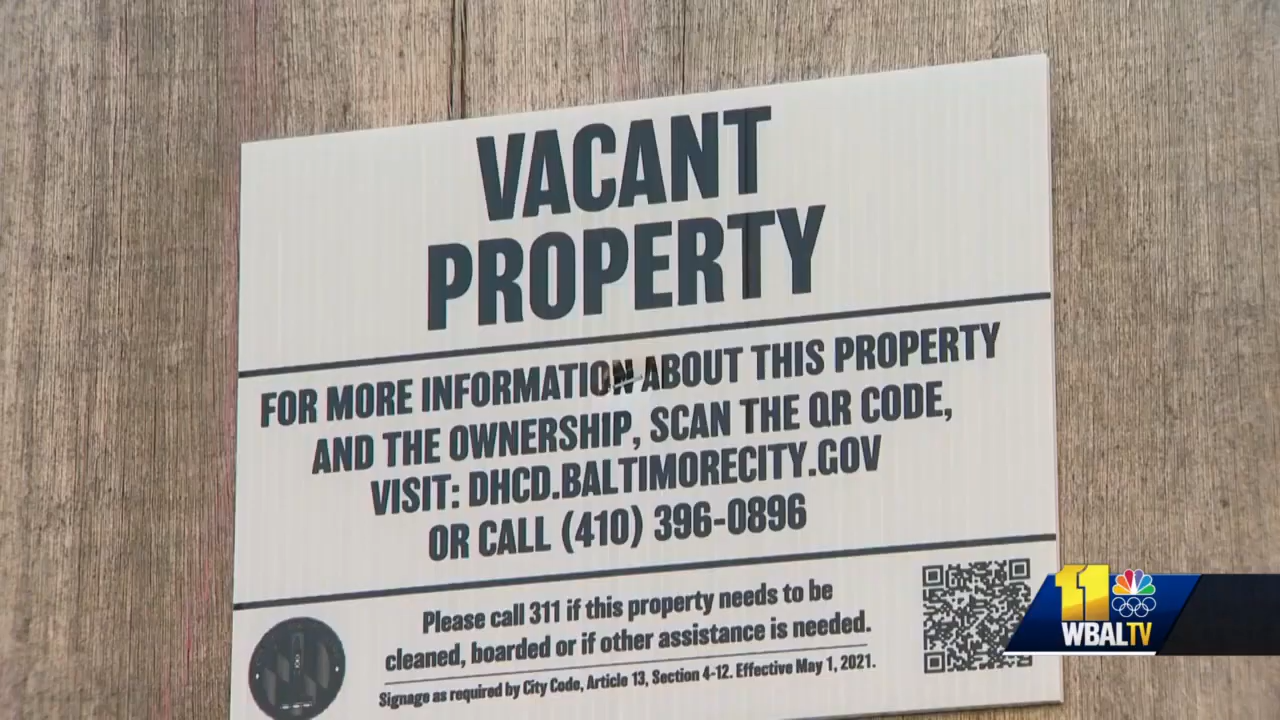 VACANT
PROPERTY
FOR MORE INFORMATION ABOUT THIS PROPERTY
AND THE OWNERSHIP, SCAN THE QR CODE,
VISIT: DHCD.BALTIMORECITY.GOV
OR CALL (410) 396-0896
Please call 311 if this property needs to be
cleaned, boarded or if other assistance is needed.
Signage as required by City Code, Article 13, Section 4-12. Effective May 1, 2021.
11
WBALTV